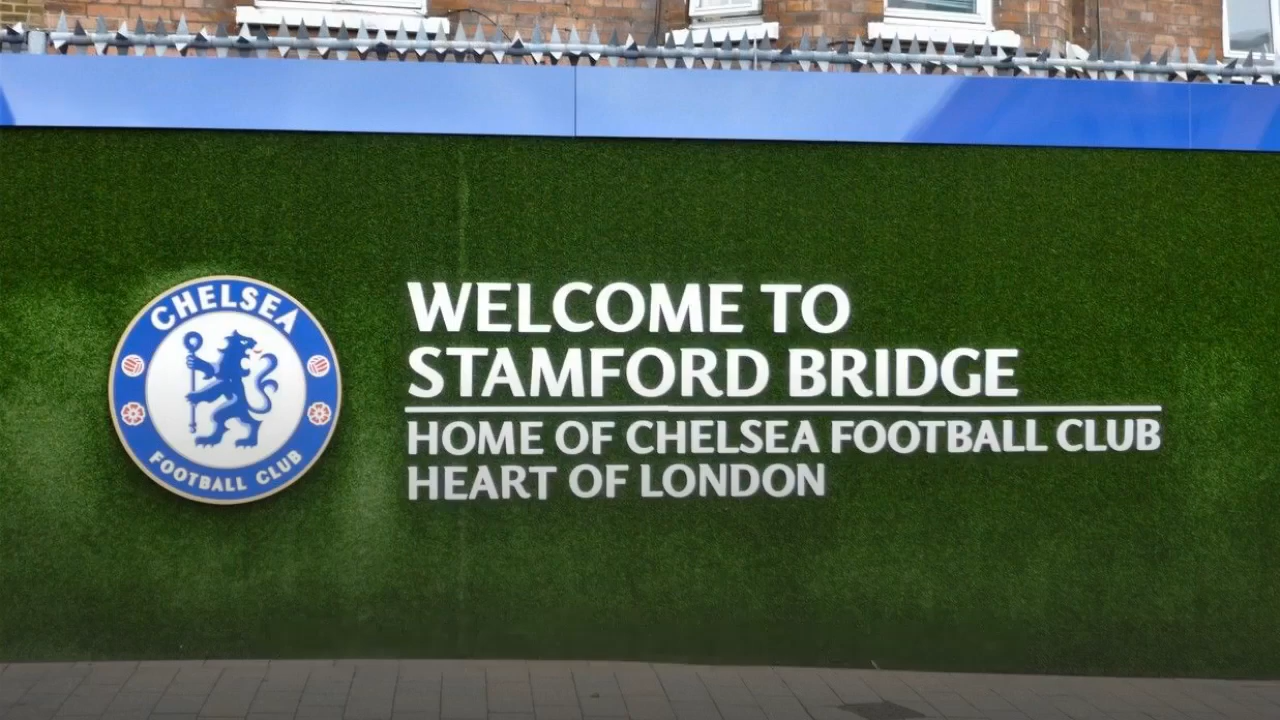 CHELSEA
FOOTBALL CLUB
WELCOME TO
STAMFORD BRIDGE
HOME OF CHELSEA FOOTBALL CLUB
HEART OF LONDON